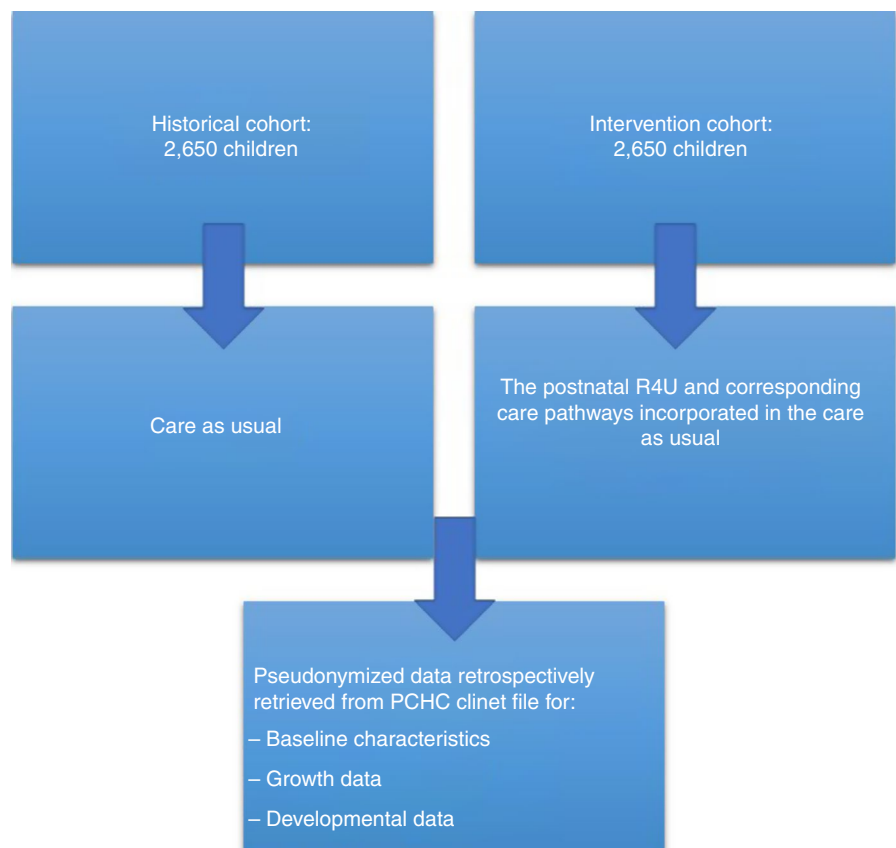 Historical cohort:
2,650 children
Intervention cohort:
2,650 children
Care as usual
The postnatal R4U and corresponding
care pathways incorporated in the care
as usual
Pseudonymized data retrospectively
retrieved from PCHC clinet file for:
– Baseline characteristics
– Growth data
– Developmental data